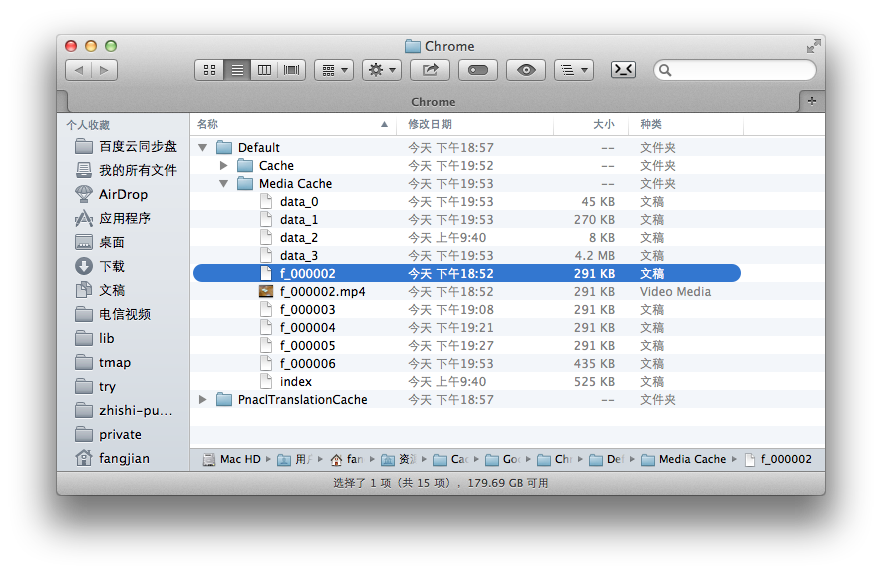 Chrome
Chrome
个人收藏
百度云同步盘
我的所有文件
AirDrop
应用程序
桌面
下载
文稿
电信视频
lib
tmap
try
zhishi-pu...
private
fangjian
名称 修改日期 大小 种类
Default 今天 下午18:57 -- 文件夹
Cache 今天 下午19:52 -- 文件夹
Media Cache 今天 下午19:53 -- 文件夹
data_0 今天 下午19:53 45 KB 文稿
data_1 今天 下午19:53 270 KB 文稿
data_2 今天 上午9:40 8 KB 文稿
data_3 今天 下午19:53 4.2 MB 文稿
f_000002 今天 下午18:52 291 KB 文稿
f_000002.mp4 今天 下午18:52 291 KB Video Media
f_000003 今天 下午19:08 291 KB 文稿
f_000004 今天 下午19:21 291 KB 文稿
f_000005 今天 下午19:27 291 KB 文稿
f_000006 今天 下午19:53 435 KB 文稿
index 今天 上午9:40 525 KB 文稿
PnaclTranslationCache 今天 下午18:57 -- 文件夹
Mac HD 用户 fan 资源 Cac Goo Chr Def Media Cache f_000002
选择了 1 项（共 15 项），179.69 GB 可用